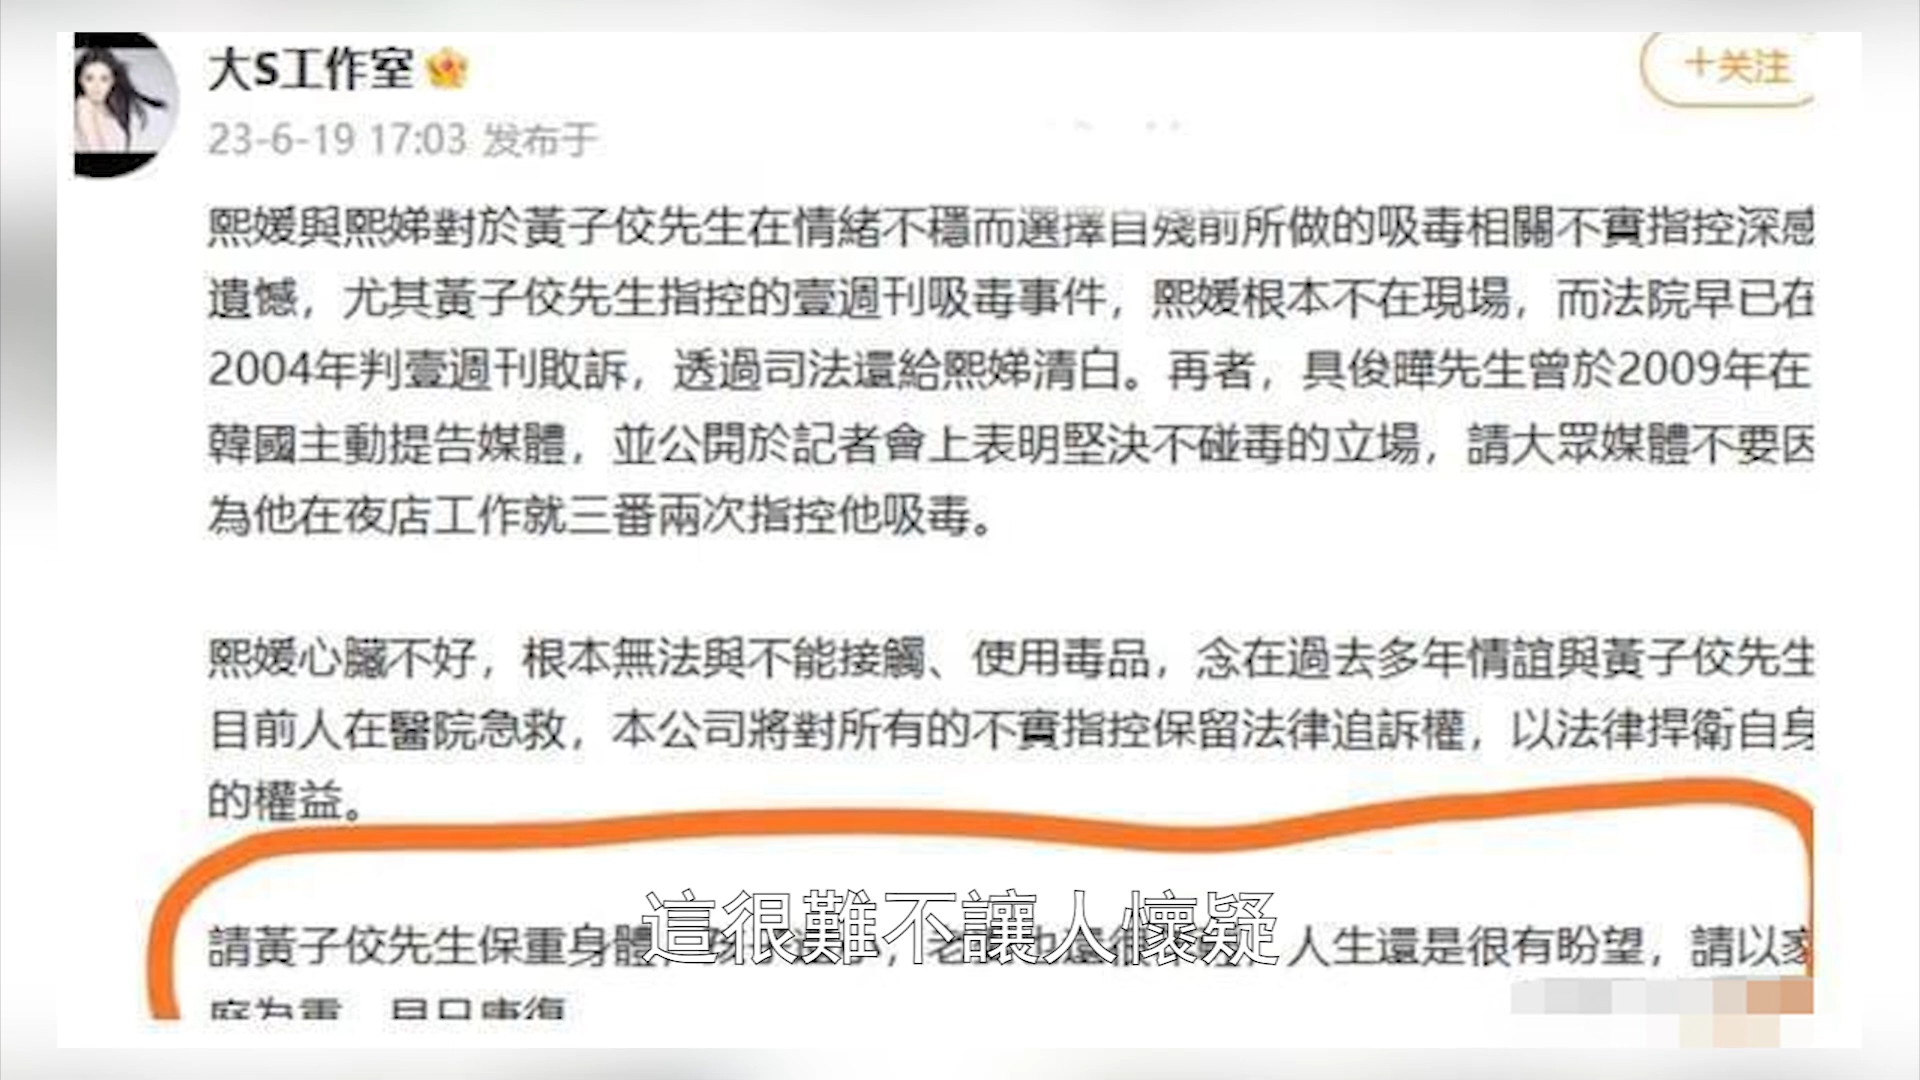 大S工作室
十关注
23-6-19 17:03 发布于
熙媛與熙娣對於黃子佼先生在情緒不穩而選擇自殘前所做的吸毒相關不實指控深感
遺憾，尤其黃子佼先生指控的壹週刊吸毒事件，熙媛根本不在現場，而法院早已在
2004年判壹週刊敗訴，透過司法還給熙娣清白。再者，具俊曄先生曾於2009年在
韓國主動提告媒體，並公開於記者會上表明堅決不碰毒的立場，請大眾媒體不要因
為他在夜店工作就三番兩次指控他吸毒。
熙媛心臟不好，根本無法與不能接觸、使用毒品，念在過去多年情誼與黃子佼先生
目前人在醫院急救，本公司將對所有的不實指控保留法律追訴權，以法律捍衛自身
的權益。
請黃子佼先生保重身體，人生還是很有盼望，請以家
庭為重，早日康復
這很難不讓人懷疑